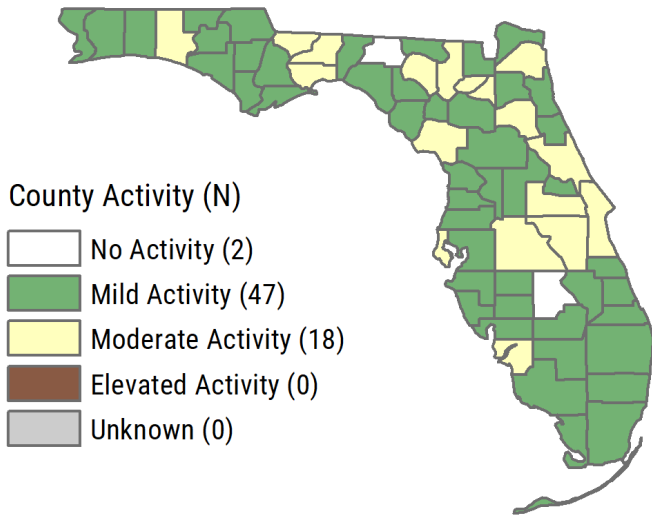 County Activity (N)
No Activity (2)
Mild Activity (47)
Moderate Activity (18)
Elevated Activity (0)
Unknown (0)